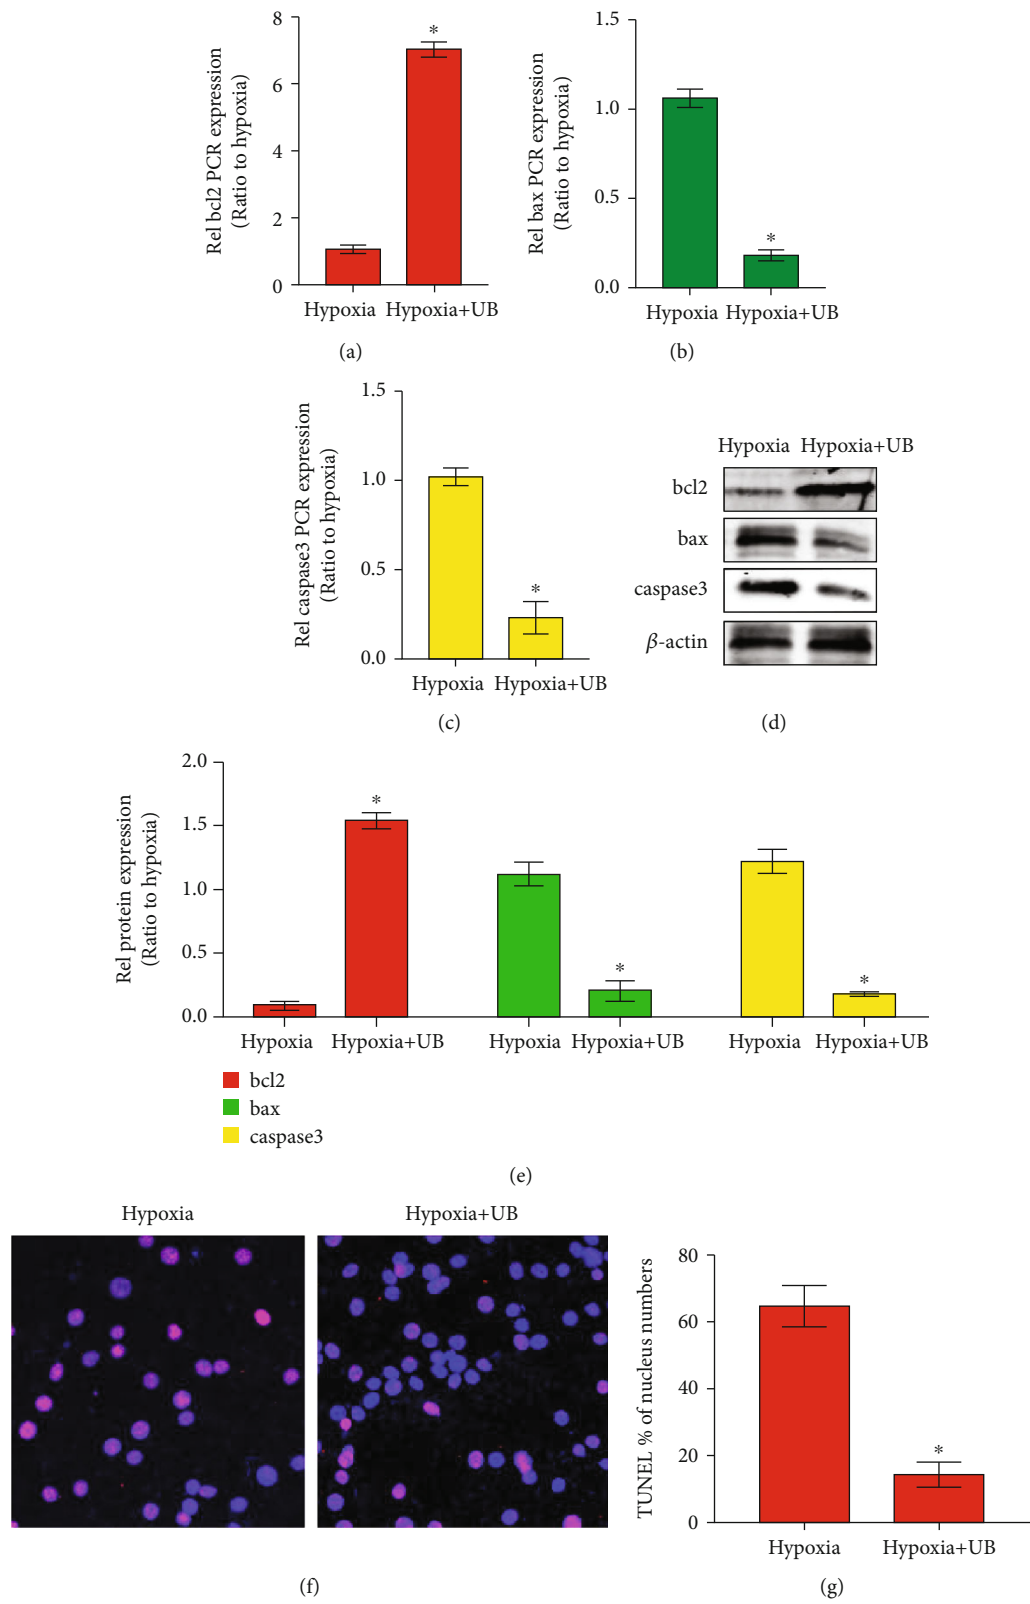 Rel bcl2 PCR expression
(Ratio to hypoxia)
8
6
4
2
0
*
Hypoxia Hypoxia+UB
(a)
Rel bax PCR expression
(Ratio to hypoxia)
1.5
1.0
0.5
0.0
*
Hypoxia Hypoxia+UB
(b)
Rel caspase3 PCR expression
(Ratio to hypoxia)
1.5
1.0
0.5
0.0
*
Hypoxia Hypoxia+UB
(c)
Hypoxia Hypoxia+UB
bcl2
bax
caspase3
β-actin
(d)
Rel protein expression
(Ratio to hypoxia)
2.0
1.5
1.0
0.5
0.0
*
*
*
Hypoxia Hypoxia+UB Hypoxia Hypoxia+UB Hypoxia Hypoxia+UB
bcl2
bax
caspase3
(e)
Hypoxia Hypoxia+UB
(f)
TUNEL % of nucleus numbers
80
60
40
20
0
*
Hypoxia Hypoxia+UB
(g)